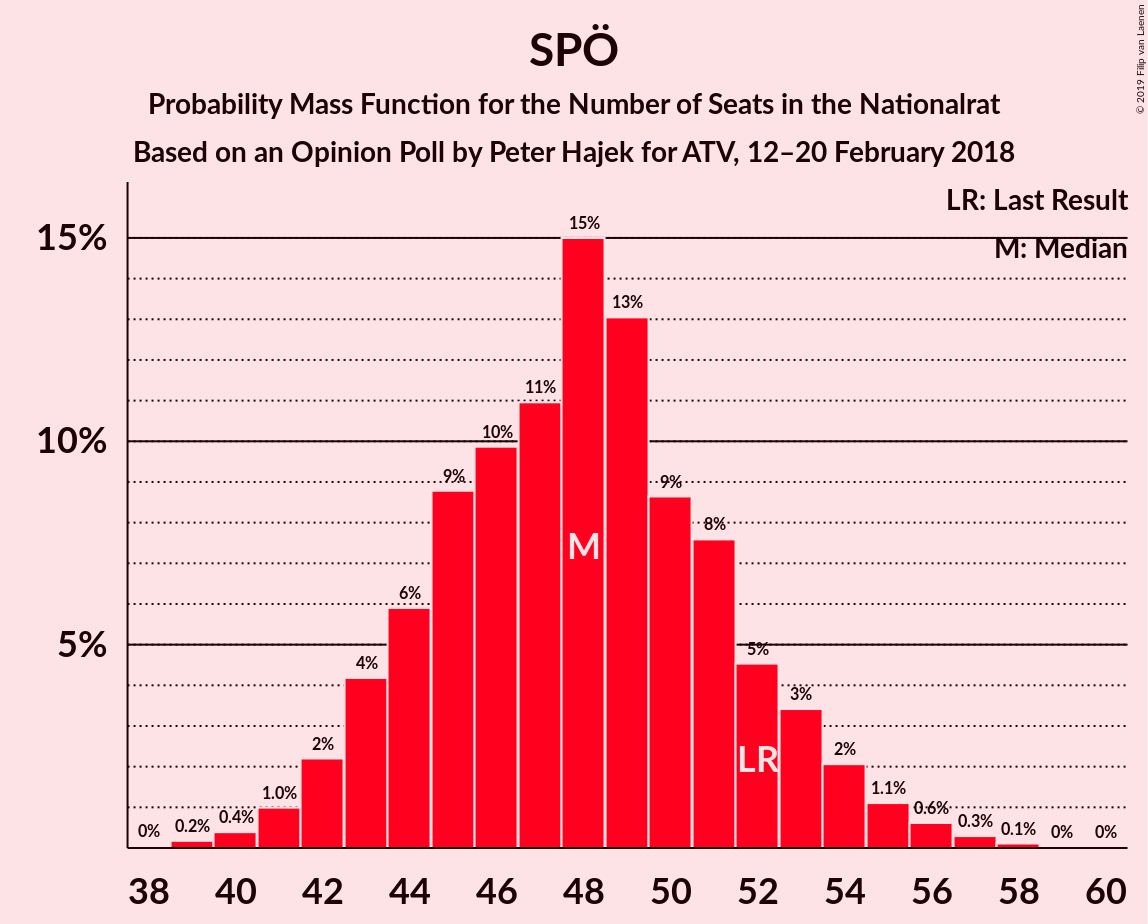 SPÖ
Probability Mass Function for the Number of Seats in the Nationalrat
Based on an Opinion Poll by Peter Hajek for ATV, 12–20 February 2018
© 2019 Filip van Laenen
LR: Last Result
M: Median
15%
10%
5%
0%
0.2%
0.4%
1.0%
2%
4%
6%
9%
10%
11%
15%
13%
9%
8%
5%
3%
2%
1.1%
0.6%
0.3%
0.1%
0%
0%
M
LR
38 40 42 44 46 48 50 52 54 56 58 60